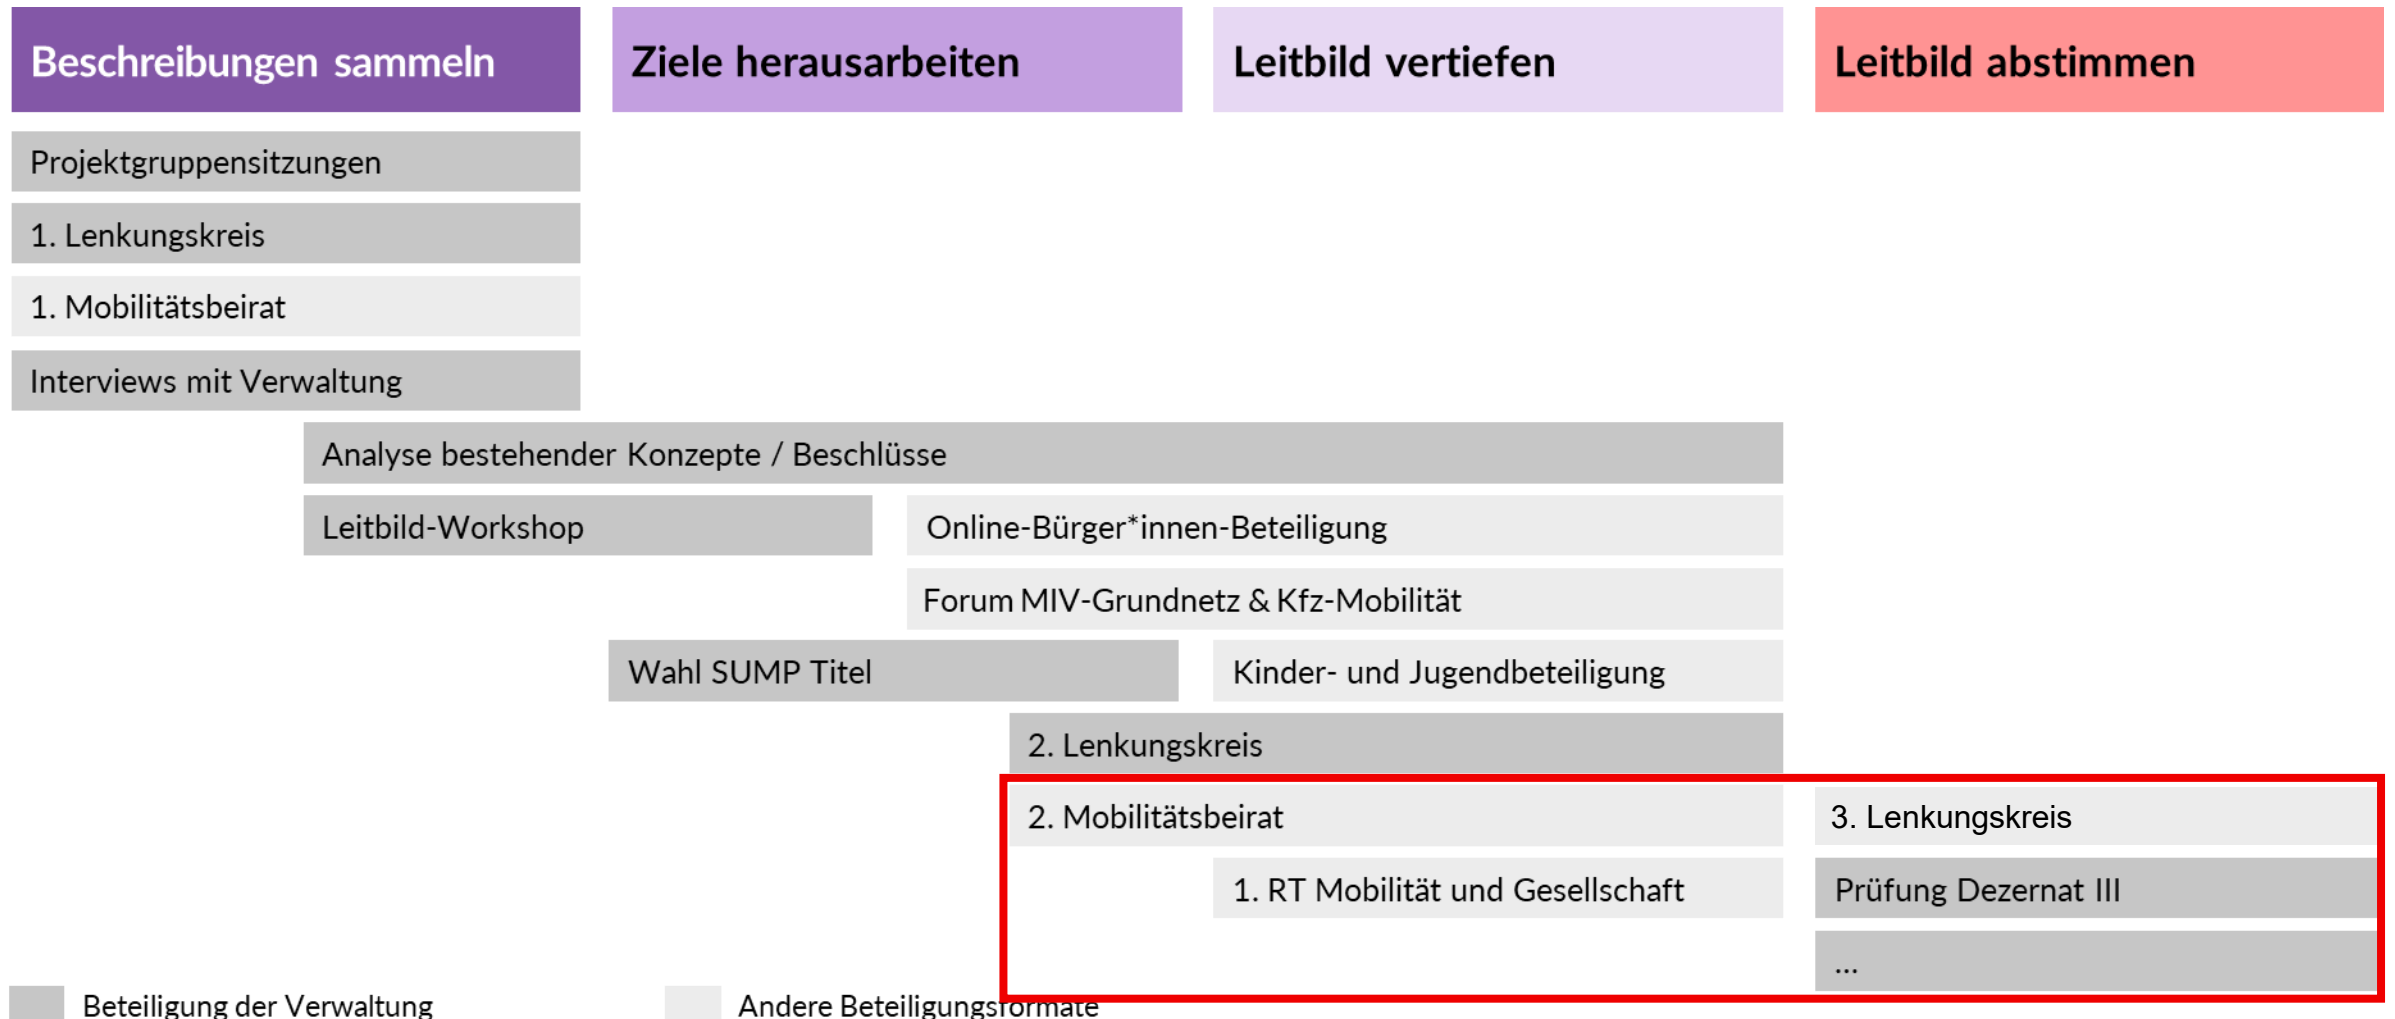 Beschreibungen sammeln
Ziele herausarbeiten
Leitbild vertiefen
Leitbild abstimmen
Projektgruppensitzungen
1. Lenkungskreis
1. Mobilitätsbeirat
Interviews mit Verwaltung
Analyse bestehender Konzepte / Beschlüsse
Leitbild-Workshop
Online-Bürger*innen-Beteiligung
Forum MIV-Grundnetz & Kfz-Mobilität
Wahl SUMP Titel
Kinder- und Jugendbeteiligung
2. Lenkungskreis
2. Mobilitätsbeirat
3. Lenkungskreis
1. RT Mobilität und Gesellschaft
Prüfung Dezernat III
...
Beteiligung der Verwaltung
Andere Beteiligungsformate